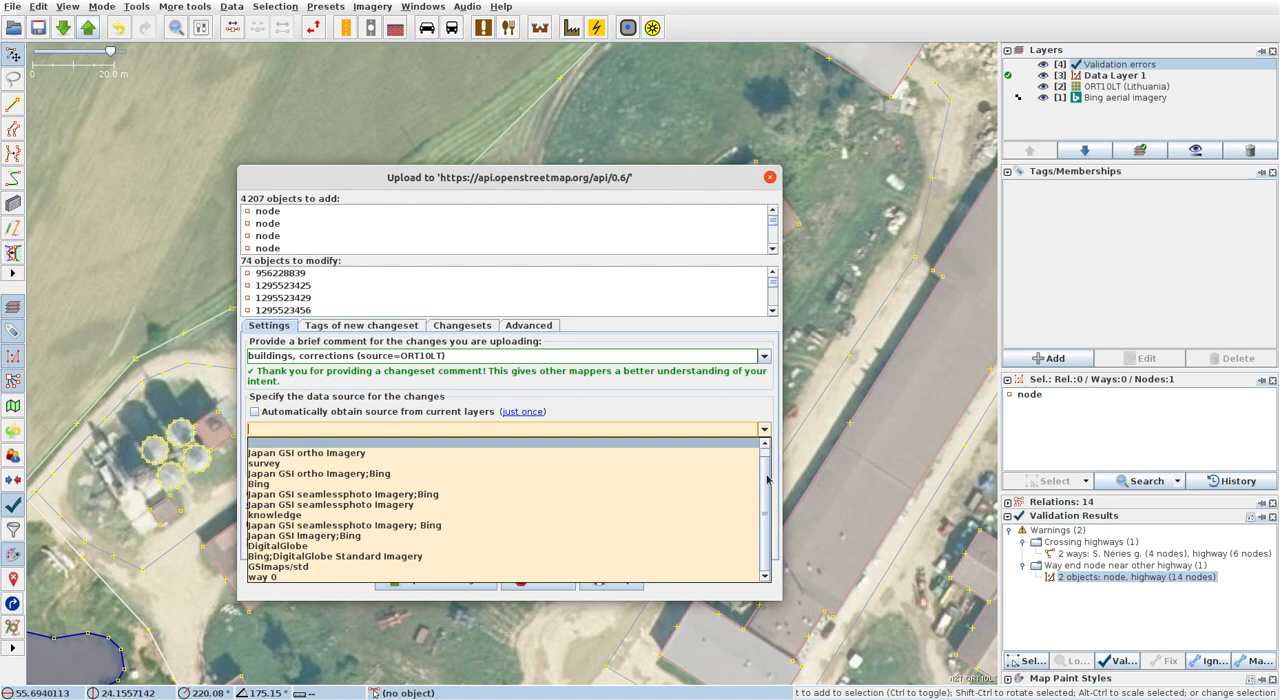 File Edit View Mode Tools More tools Data Selection Presets Imagery Windows Audio Help
0 20,0 m
Upload to 'https://api.openstreetmap.org/api/0.6/'
4207 objects to add:
node
node
node
node
74 objects to modify:
956228839
1295523425
1295523429
1295523456
Settings Tags of new changeset Changesets Advanced
Provide a brief comment for the changes you are uploading:
buildings, corrections (source=ORT10LT)
✔ Thank you for providing a changeset comment! This gives other mappers a better understanding of your
intent.
Specify the data source for the changes
Automatically obtain source from current layers (just once)
Japan GSI ortho Imagery
survey
Japan GSI ortho Imagery;Bing
Bing
Japan GSI seamlessphoto Imagery;Bing
Japan GSI seamlessphoto Imagery
knowledge
Japan GSI seamlessphoto Imagery; Bing
Japan GSI Imagery;Bing
DigitalGlobe
Bing;DigitalGlobe Standard Imagery
GSImaps/std
way 0
Layers
[4] Validation errors
[3] Data Layer 1
[2] ORT10LT (Lithuania)
[1] Bing aerial imagery
Tags/Memberships
Add Edit Delete
Sel.: Rel.:0 / Ways:0 / Nodes:1
node
Select Search History
Relations: 14
Validation Results
Warnings (2)
Crossing highways (1)
2 ways: S. Nėries g. (4 nodes), highway (6 nodes)
Way end node near other highway (1)
2 objects: node, highway (14 nodes)
Sel... Lo... Val... Fix Ign... Ma...
Map Paint Styles
55.6940113 24.1557142 220.08 ° 175.15 ° -- (no object)
t to add to selection (Ctrl to toggle); Shift-Ctrl to rotate selected; Alt-Ctrl to scale selected; or change selection